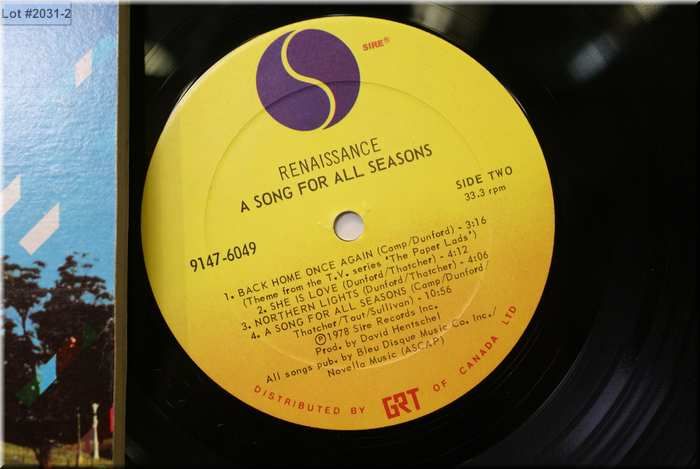 Lot #2031-2
SIRE®
RENAISSANCE
A SONG FOR ALL SEASONS
SIDE TWO
33.3 rpm
9147-6049
1. BACK HOME ONCE AGAIN (Camp/Dunford) - 3:16
(Theme from the T.V. series "The Paper Lads")
2. SHE IS LOVE (Dunford/Thatcher) - 4:12
3. NORTHERN LIGHTS (Dunford/Thatcher) - 4:06
4. A SONG FOR ALL SEASONS (Camp/Dunford/
Thatcher/Tout/Sullivan) - 10:56
Ⓟ1978 Sire Records Inc.
Prod. by David Hentschel
All songs pub. by Bleu Disque Music Co. Inc./
Novella Music (ASCAP)
DISTRIBUTED BY GRT OF CANADA LTD